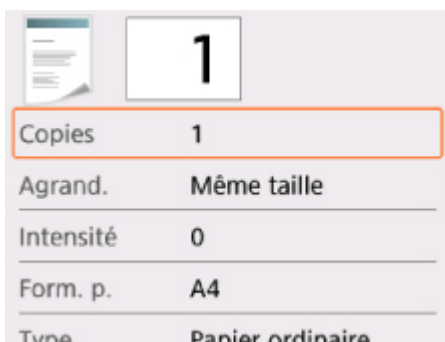 1
Copies 1
Agrand. Même taille
Intensité 0
Form. p. A4
Type Papier ordinaire